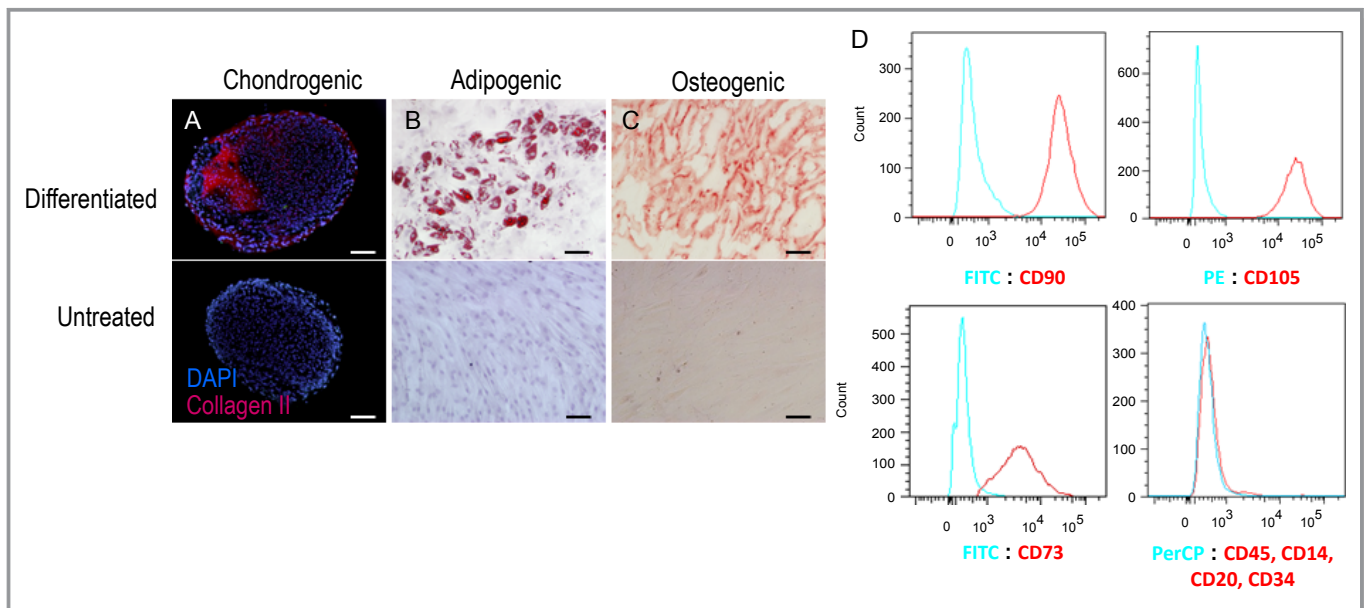 Chondrogenic
Adipogenic
Osteogenic
Differentiated
Untreated
A
B
C
DAPI
Collagen II
D
Count
300
200
100
0
0 10³ 10⁴ 10⁵
FITC : CD90
600
400
200
0
0 10³ 10⁴ 10⁵
PE : CD105
Count
500
400
300
200
100
0
0 10³ 10⁴ 10⁵
FITC : CD73
400
300
200
100
0
0 10³ 10⁴ 10⁵
PerCP : CD45, CD14,
CD20, CD34